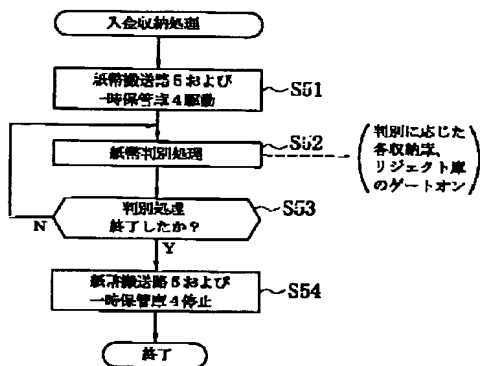 入金収納処理
紙幣搬送路5および
一時保管庫4駆動
S51
紙幣判別処理
S52
判別に応じた
各収納庫、
リジェクト庫
のゲートオン
判別処理
終了したか?
S53
N
Y
紙幣搬送路5および
一時保管庫4停止
S54
終了